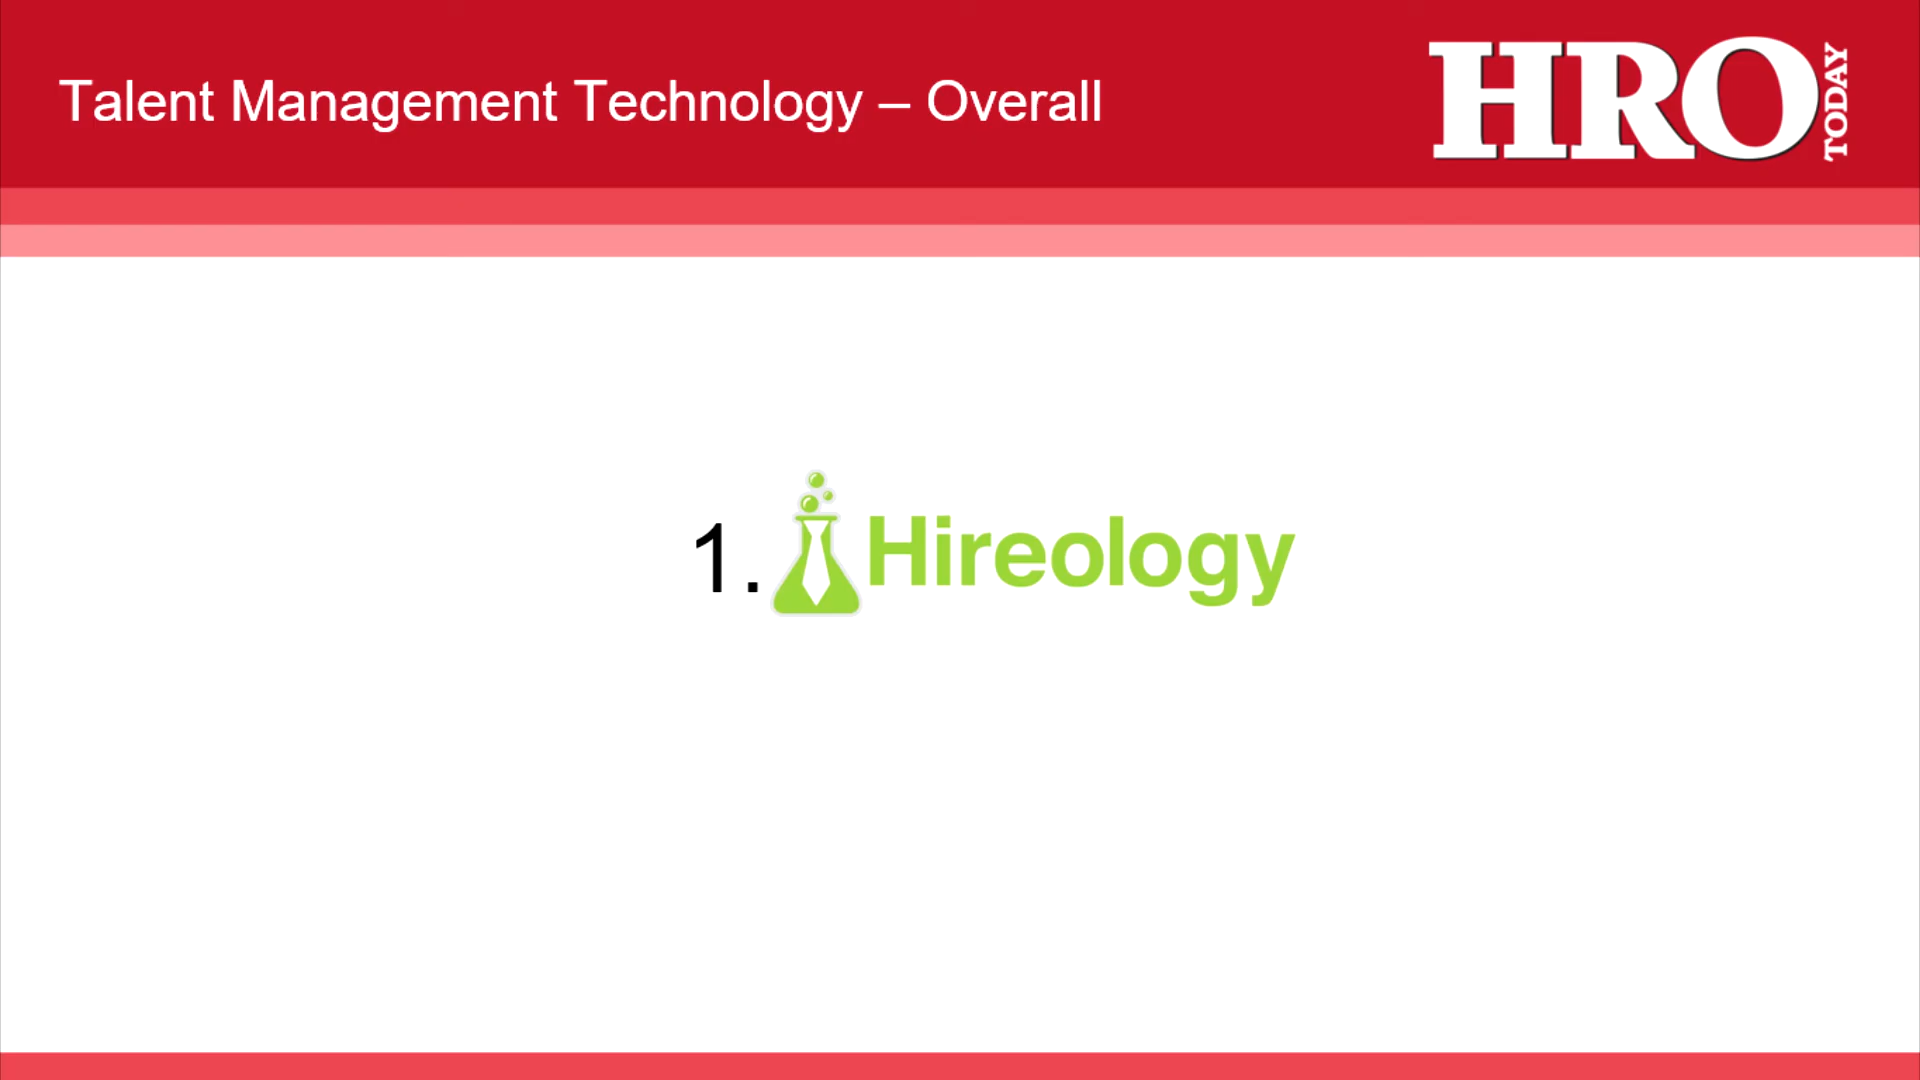 Talent Management Technology – Overall
HRO
TODAY
1. Hireology